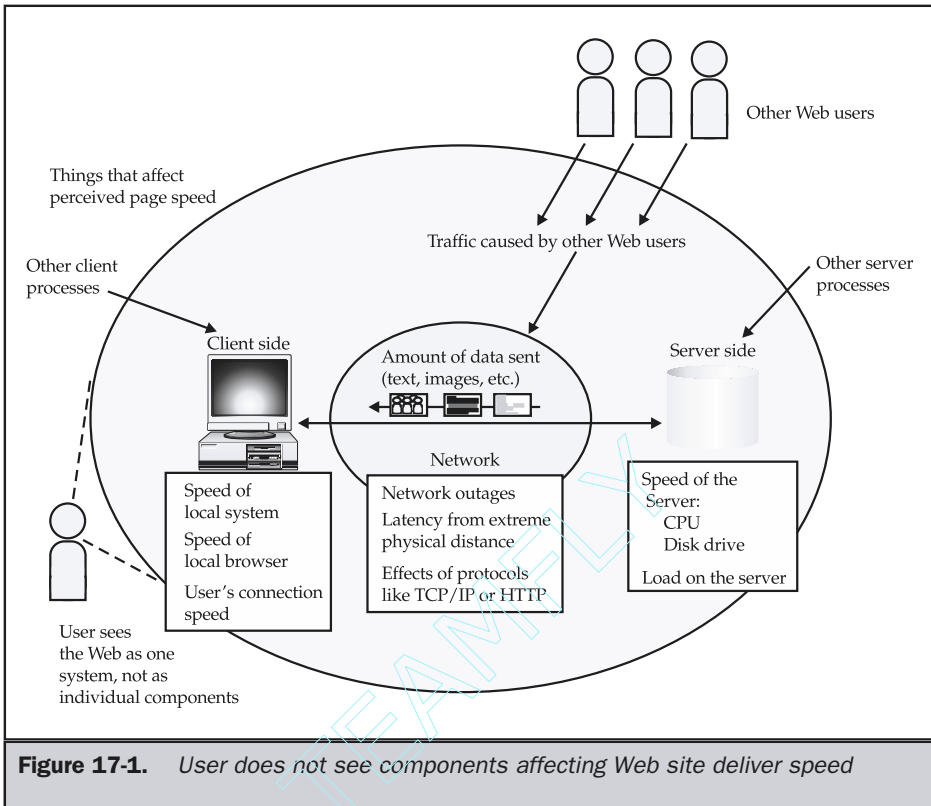 Other Web users
Things that affect
perceived page speed
Traffic caused by other Web users
Other client
processes
Other server
processes
Client side
Amount of data sent
(text, images, etc.)
Server side
Network
Speed of
local system
Speed of
local browser
User's connection
speed
Network outages
Latency from extreme
physical distance
Effects of protocols
like TCP/IP or HTTP
Speed of the
Server:
CPU
Disk drive
Load on the server
User sees
the Web as one
system, not as
individual components
TEAMFLY
Figure 17-1. User does not see components affecting Web site deliver speed